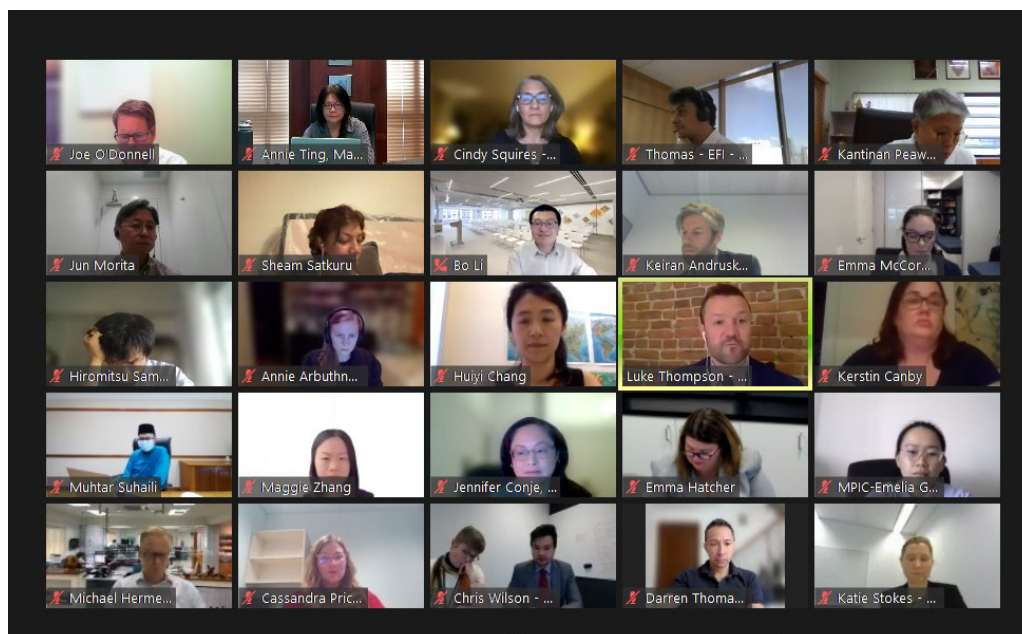 Joe O'Donnell
Annie Ting, Ma...
Cindy Squires -...
Thomas - EFI - ...
Kantinan Peaw...
Jun Morita
Sheam Satkuru
Bo Li
Keiran Andrusk...
Emma McCor...
Hiromitsu Sam...
Annie Arbuthn...
Huiyi Chang
Luke Thompson - ...
Kerstin Canby
Muhtar Suhaili
Maggie Zhang
Jennifer Conje, ...
Emma Hatcher
MPIC-Emelia G...
Michael Herme...
Cassandra Pric...
Chris Wilson - ...
Darren Thoma...
Katie Stokes - ...